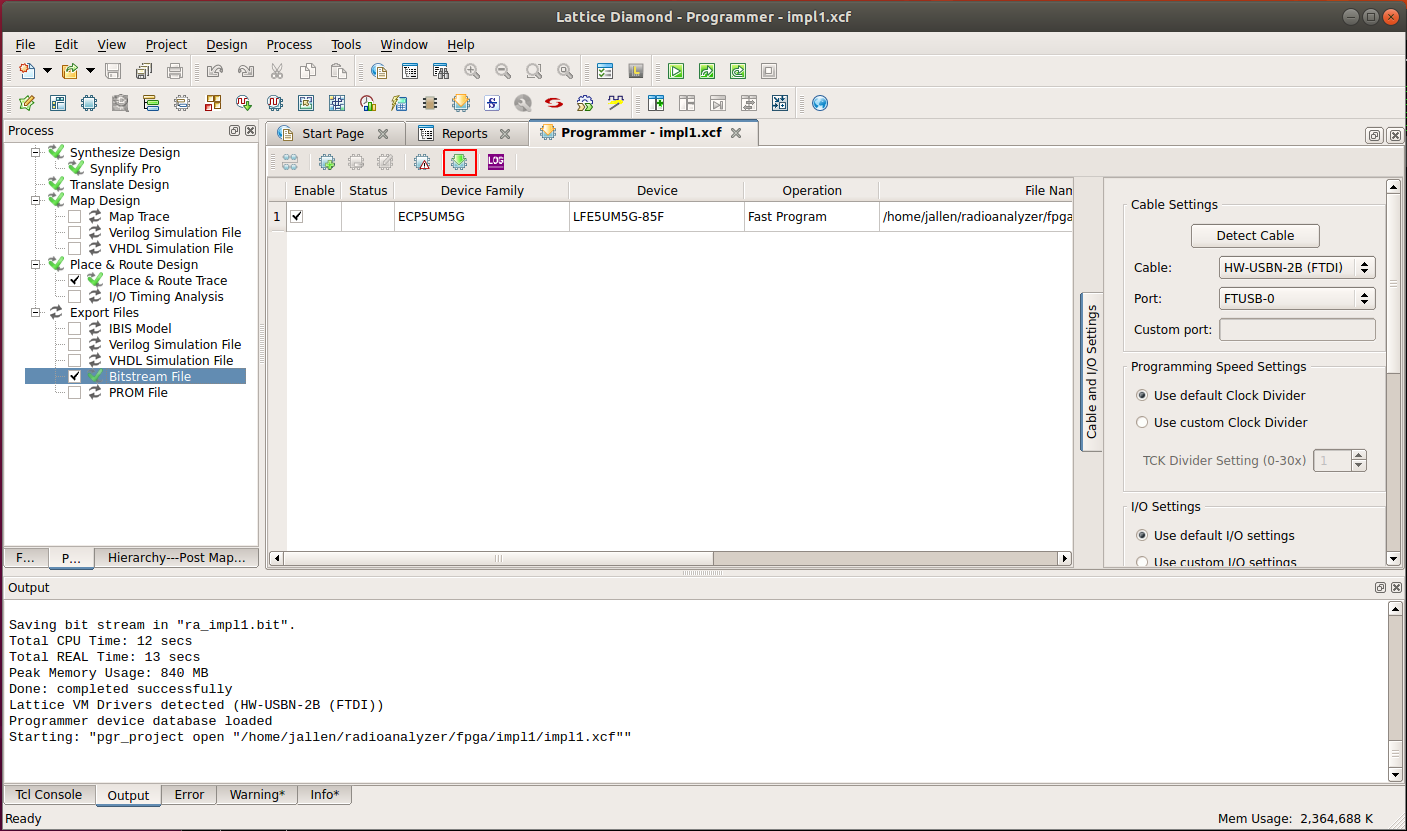 Lattice Diamond - Programmer - impl1.xcf
File Edit View Project Design Process Tools Window Help
Process
Synthesize Design
Synplify Pro
Translate Design
Map Design
Map Trace
Verilog Simulation File
VHDL Simulation File
Place & Route Design
Place & Route Trace
I/O Timing Analysis
Export Files
IBIS Model
Verilog Simulation File
VHDL Simulation File
Bitstream File
PROM File
F... P... Hierarchy---Post Map...
Start Page Reports Programmer - impl1.xcf
LOG
Enable Status Device Family Device Operation File Nan
1 ECP5UM5G LFE5UM5G-85F Fast Program /home/jallen/radioanalyzer/fpga
Cable and I/O Settings
Cable Settings
Detect Cable
Cable: HW-USBN-2B (FTDI)
Port: FTUSB-0
Custom port:
Programming Speed Settings
Use default Clock Divider
Use custom Clock Divider
TCK Divider Setting (0-30x) 1
I/O Settings
Use default I/O settings
Use custom I/O settings
Output
Saving bit stream in "ra_impl1.bit".
Total CPU Time: 12 secs
Total REAL Time: 13 secs
Peak Memory Usage: 840 MB
Done: completed successfully
Lattice VM Drivers detected (HW-USBN-2B (FTDI))
Programmer device database loaded
Starting: "pgr_project open "/home/jallen/radioanalyzer/fpga/impl1/impl1.xcf""
Tcl Console Output Error Warning* Info*
Ready Mem Usage: 2,364,688 K